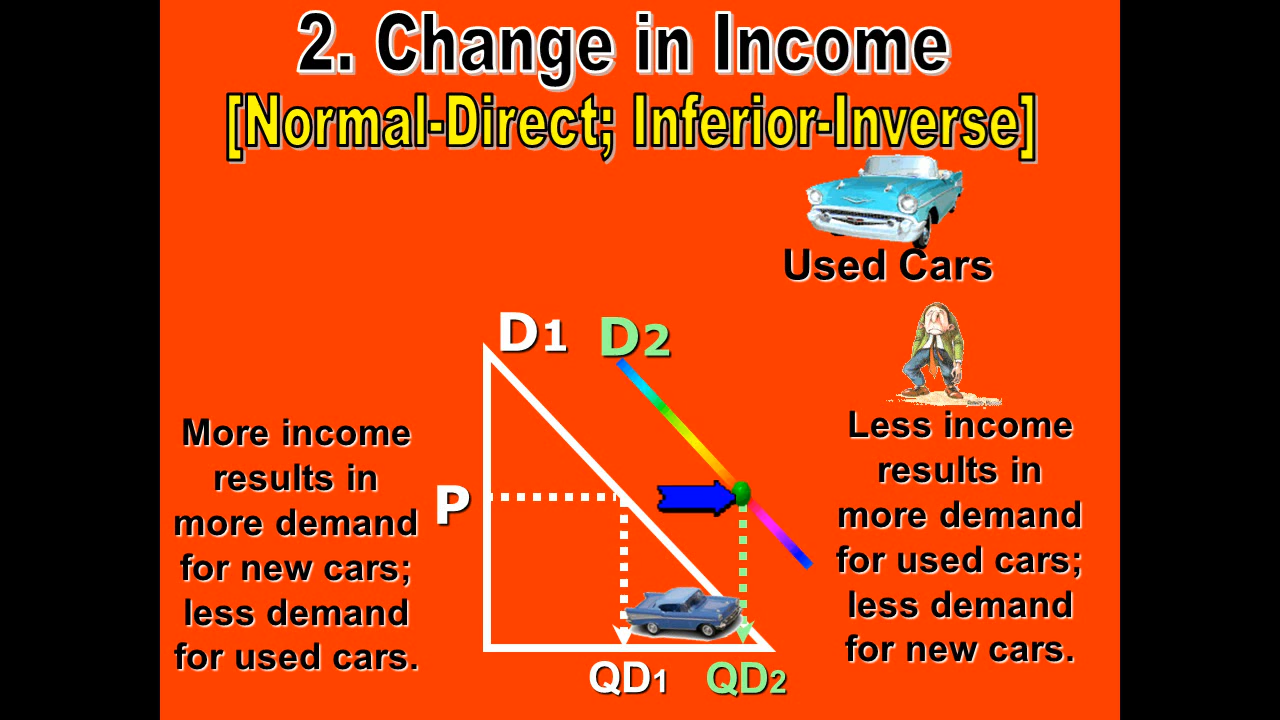 2. Change in Income
[Normal-Direct; Inferior-Inverse]
Used Cars
D1 D2
P
QD1 QD2
More income
results in
more demand
for new cars;
less demand
for used cars.
Less income
results in
more demand
for used cars;
less demand
for new cars.